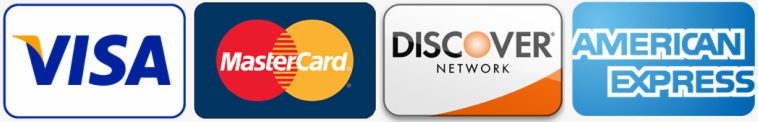 VISA
MasterCard
DISCOVER
NETWORK
AMERICAN
EXPRESS